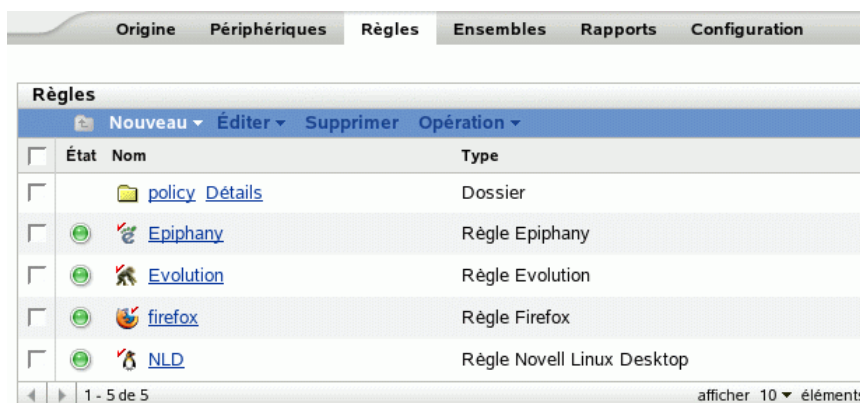 Origine Périphériques Règles Ensembles Rapports Configuration
Règles
Nouveau Éditer Supprimer Opération
État Nom Type
policy Détails Dossier
Epiphany Règle Epiphany
Evolution Règle Evolution
firefox Règle Firefox
NLD Règle Novell Linux Desktop
1 - 5 de 5 afficher 10 éléments